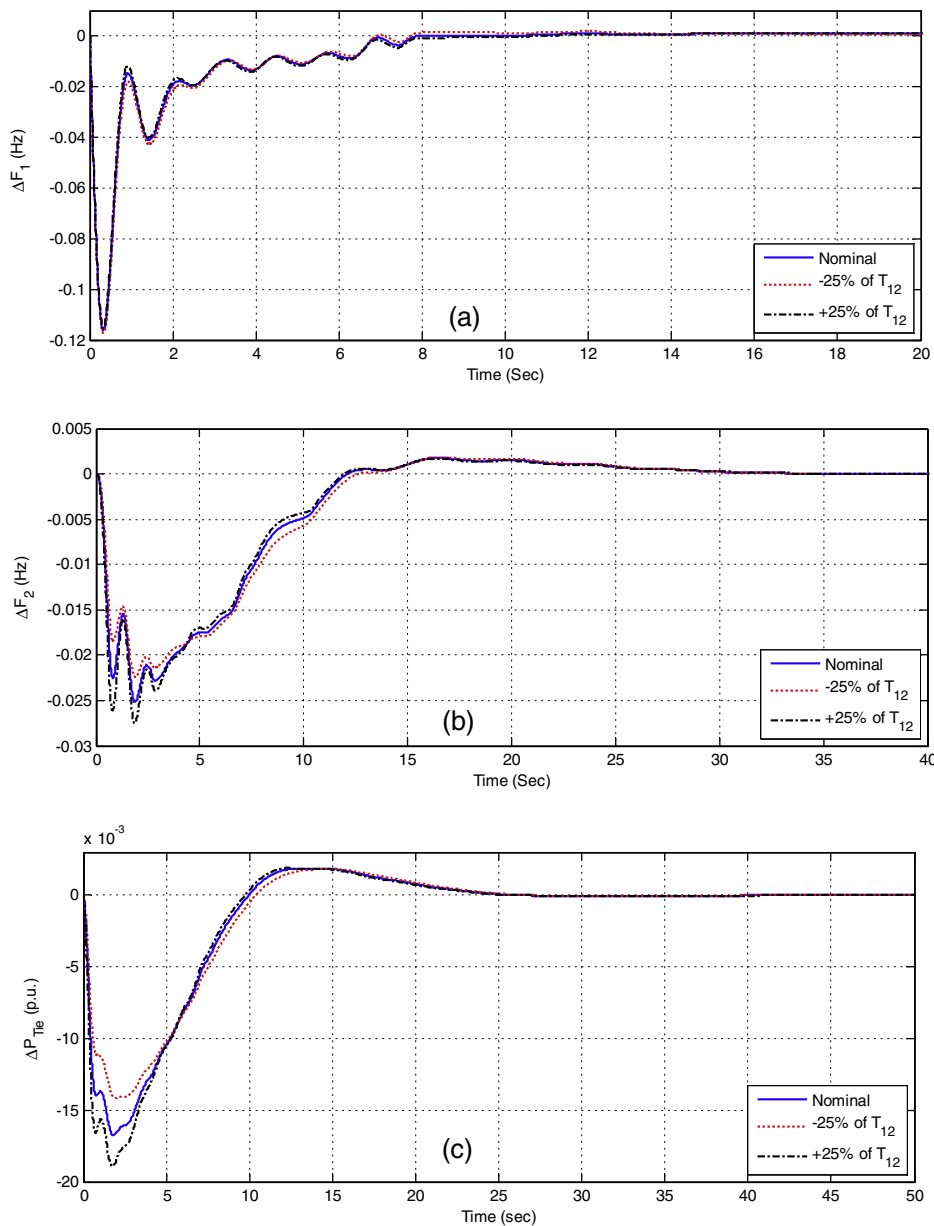 0
-0.02
-0.04
-0.06
-0.08
-0.1
-0.12
ΔF1 (Hz)
0 2 4 6 8 10 12 14 16 18 20
Time (Sec)
(a)
Nominal
-25% of T12
+25% of T12
0.005
0
-0.005
-0.01
-0.015
-0.02
-0.025
-0.03
ΔF2 (Hz)
0 5 10 15 20 25 30 35 40
Time (Sec)
(b)
Nominal
-25% of T12
+25% of T12
x 10-3
0
-5
-10
-15
-20
ΔPTie (p.u.)
0 5 10 15 20 25 30 35 40 45 50
Time (sec)
(c)
Nominal
-25% of T12
+25% of T12